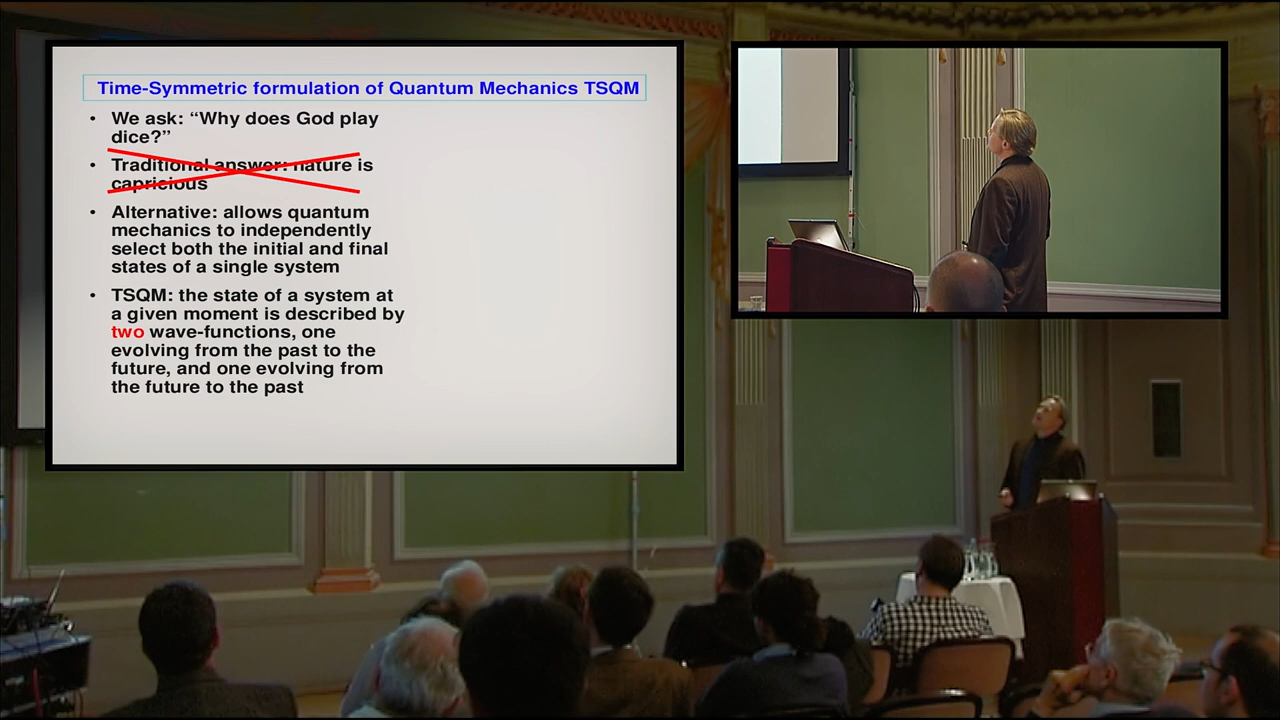 Time-Symmetric formulation of Quantum Mechanics TSQM
• We ask: “Why does God play
dice?”
• Traditional answer: nature is
capricious
• Alternative: allows quantum
mechanics to independently
select both the initial and final
states of a single system
• TSQM: the state of a system at
a given moment is described by
two wave-functions, one
evolving from the past to the
future, and one evolving from
the future to the past